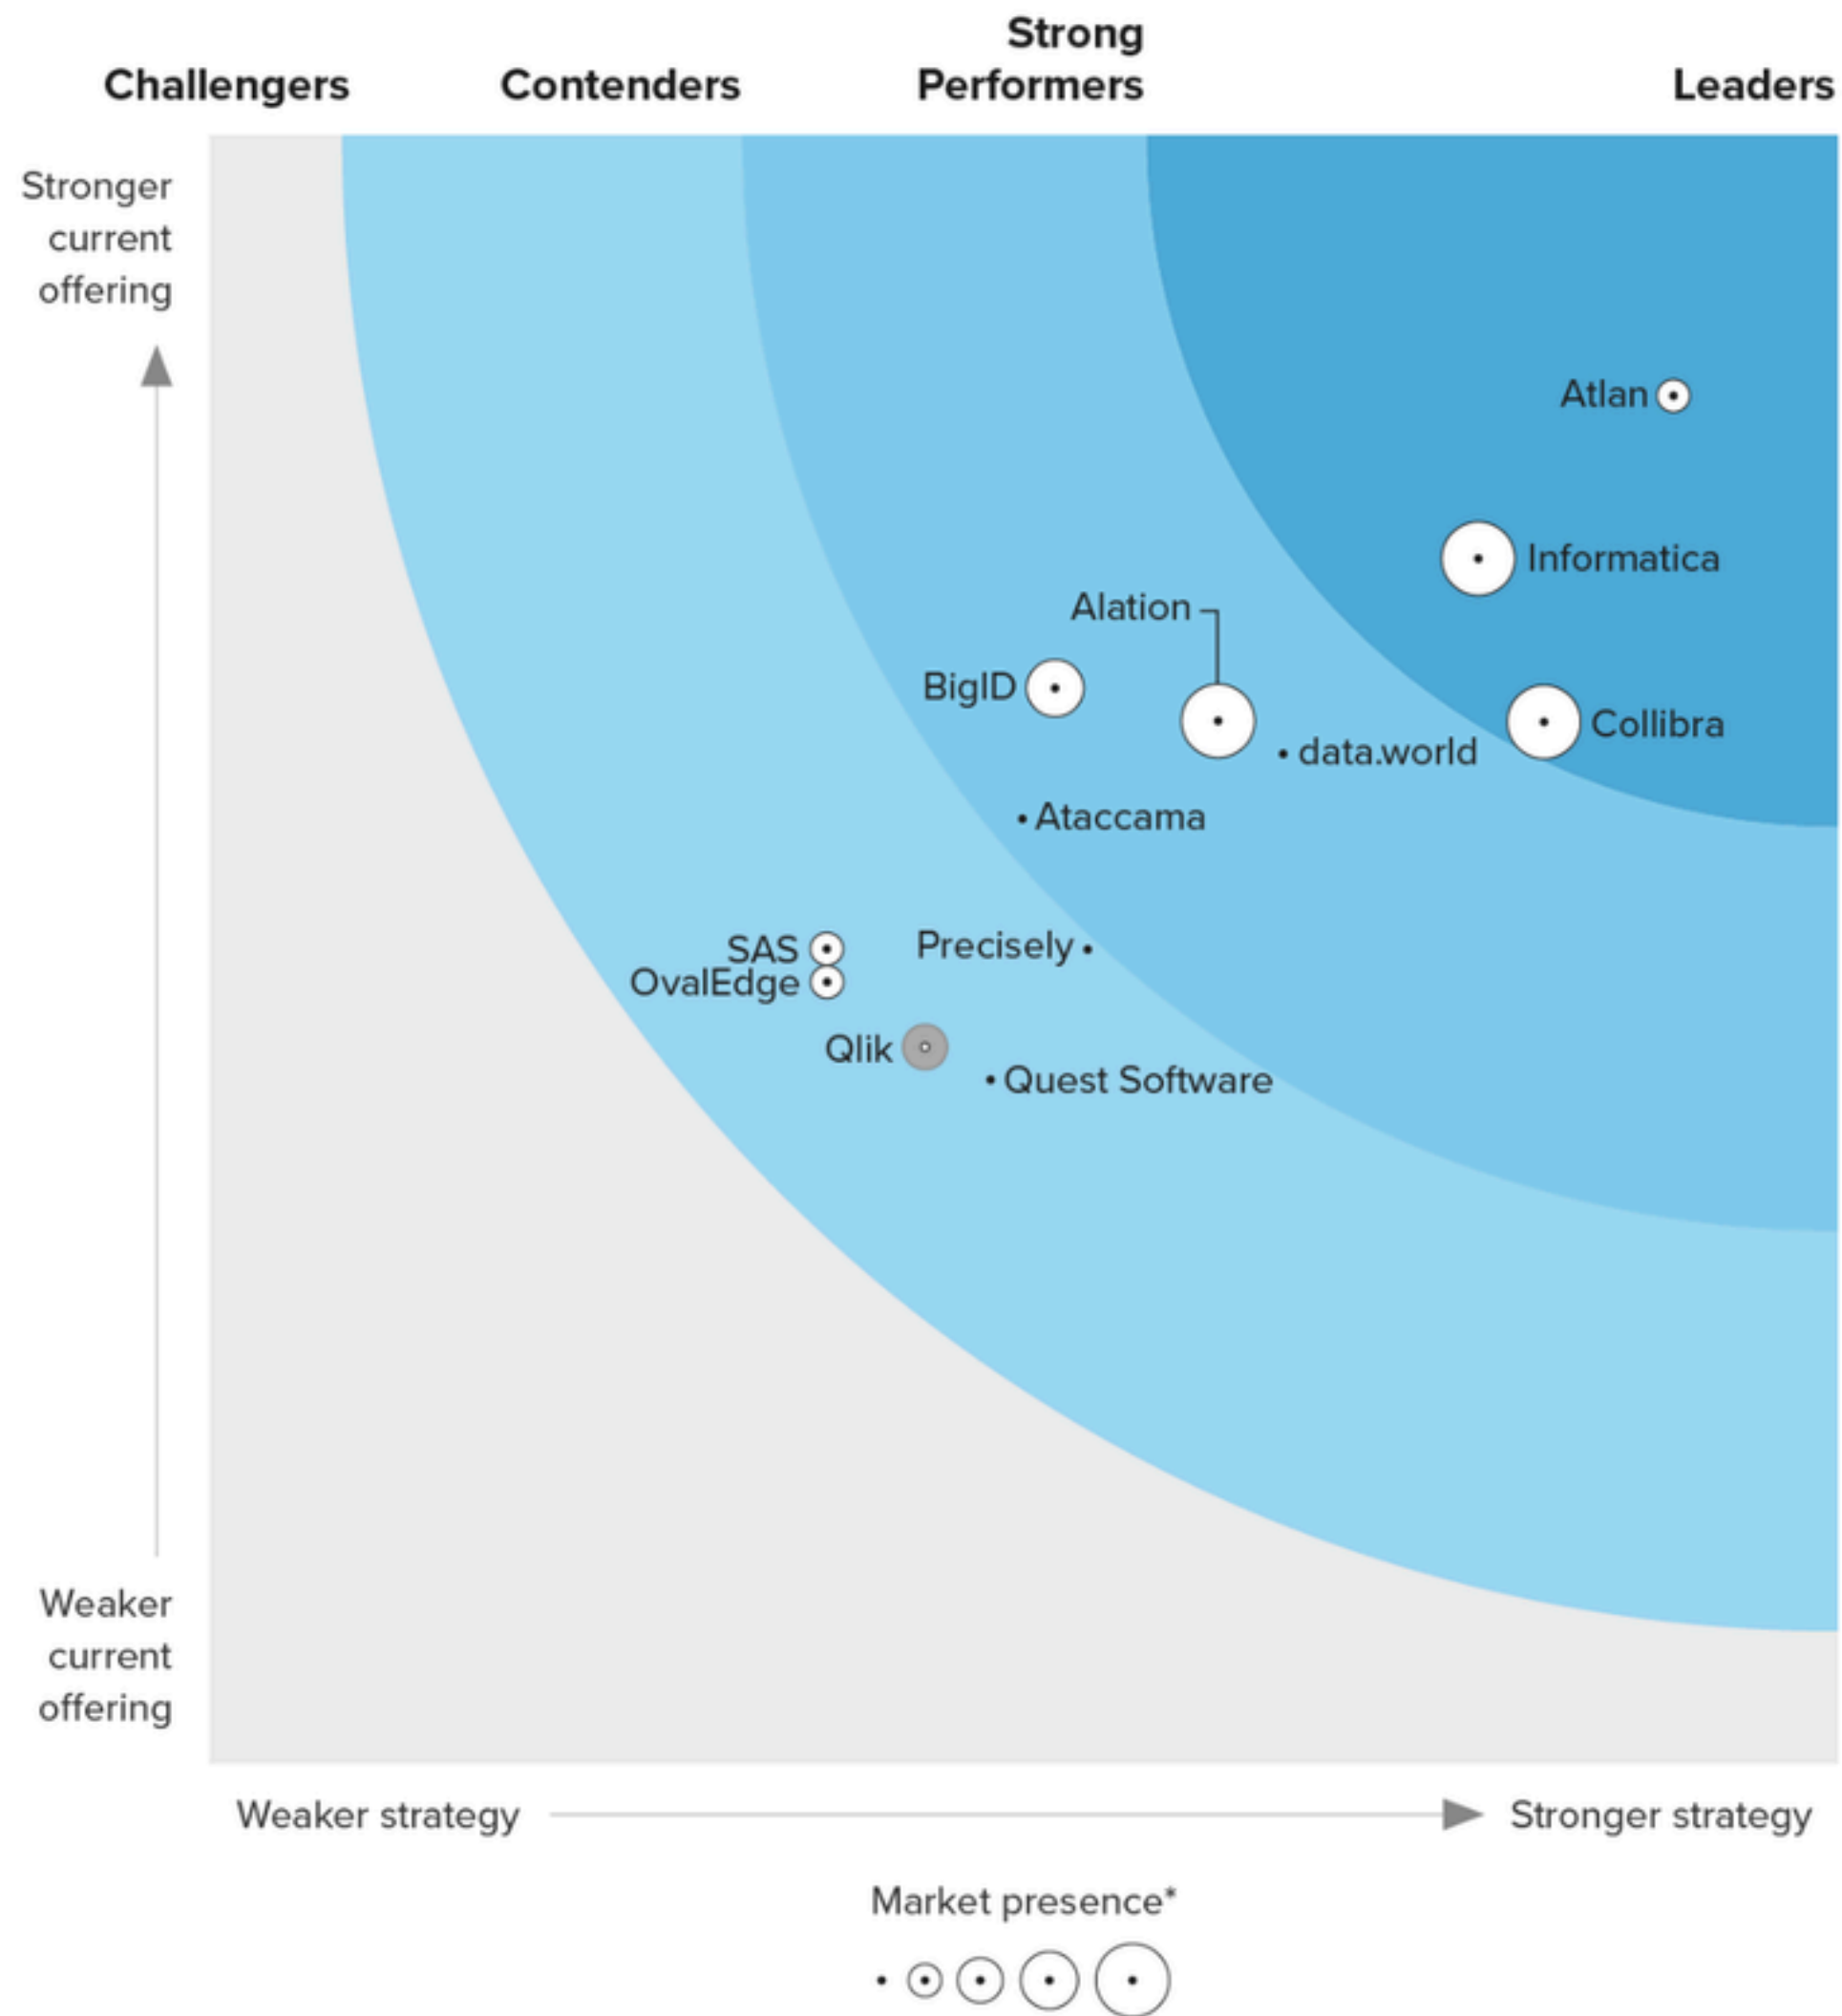 Strong
Challengers Contenders Performers Leaders
Stronger
current
offering
Atlan
Informatica
Alation
BigID
Collibra
data.world
Ataccama
SAS
Precisely
OvalEdge
Qlik
Quest Software
Weaker
current
offering
Weaker strategy Stronger strategy
Market presence*